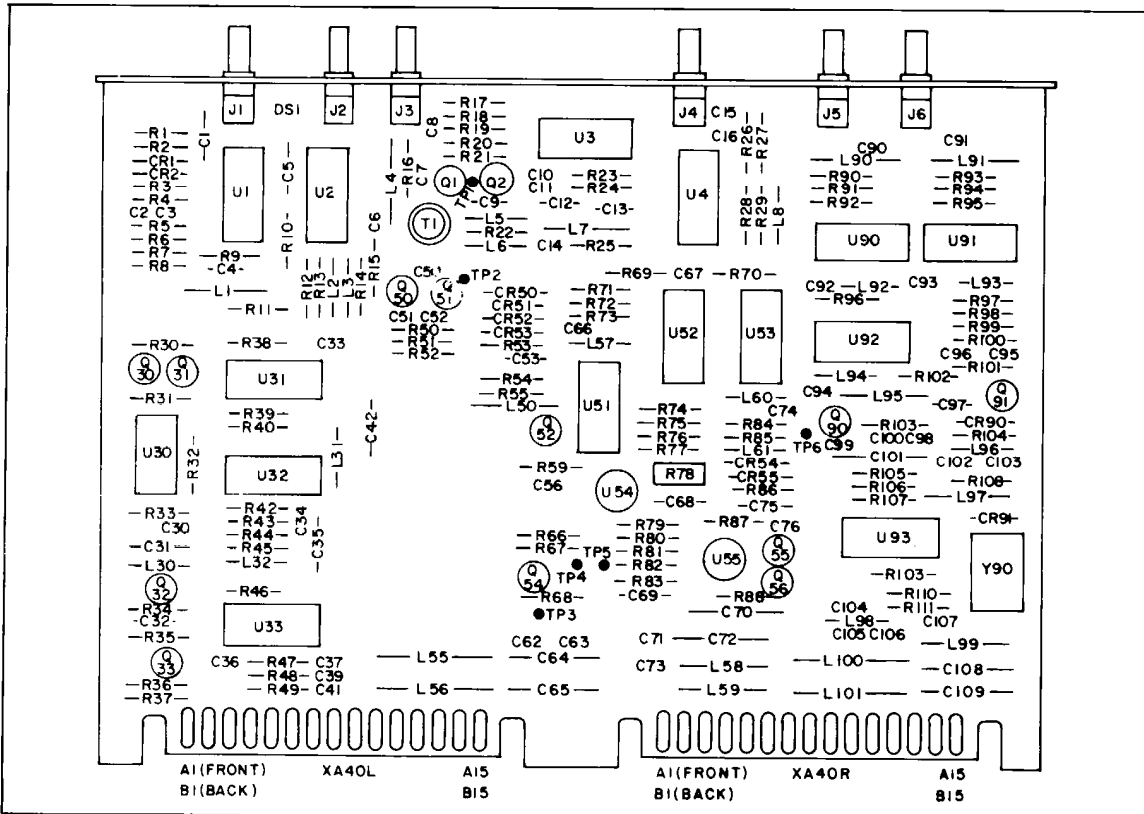 J1 DS1 J2 J3 J4 C15 J5 J6
R17
R18
R19
R20
R21
C8
U3
C16
R26
R27
C90
C91
R1
R2
CR1
CR2
R3
R4
C2 C3
R5
R6
R7
R8
C1
U1
C5
U2
L4
R16
C7
Q1
TP1
Q2
C10
C11
R23
R24
C9
C12
C13
T1
L5
R22
L6
L7
C14
R25
U4
R28
R29
L8
L90
R90
R91
R92
L91
R93
R94
R95
U90
U91
R9
C4
L1
R10
R11
R12
R13
L2
L3
R14
R15
C6
Q50
C50
Q51
TP2
C51 C52
R50
R51
R52
CR50
CR51
CR52
CR53
R53
C53
R69 C67 R70
R71
R72
R73
C66
L57
U52
U53
C92 L92 C93 L93
R96
R97
R98
R99
R100
U92
C96 C95
R101
R30
Q30
Q31
R31
R38 C33
U31
R39
R40
R54
R55
L50
U51
L60
C74
L94
R102
C94
L95
C97
Q91
U30
R32
U32
L31
C42
Q52
R74
R75
R76
R77
R84
R85
L61
CR54
CR55
R86
C75
TP6
Q90
C99
R103
C100 C98
C101
CR90
R104
L96
C102 C103
R59
C56
U54
R78
C68
R105
R106
R107
R108
L97
CR91
R33
C30
C31
L30
Q32
R34
C32
R35
Q33
R36
R37
R42
R43
R44
R45
L32
C34
C35
R46
U33
R66
R67
TP5
TP4
Q54
R68
TP3
R79
R80
R81
R82
R83
C69
R87
C76
U55
Q55
Q56
R88
C70
U93
Y90
R103
R110
R111
C104
L98
C107
C105 C106
L99
C36
R47
R48
R49
C37
C39
C41
L55
L56
C62 C63
C64
C65
C71 C72
C73 L58
L59
L100
L101
C108
C109
A1(FRONT) XA40L A15
B1(BACK) B15
A1(FRONT) XA40R A15
B1(BACK) B15